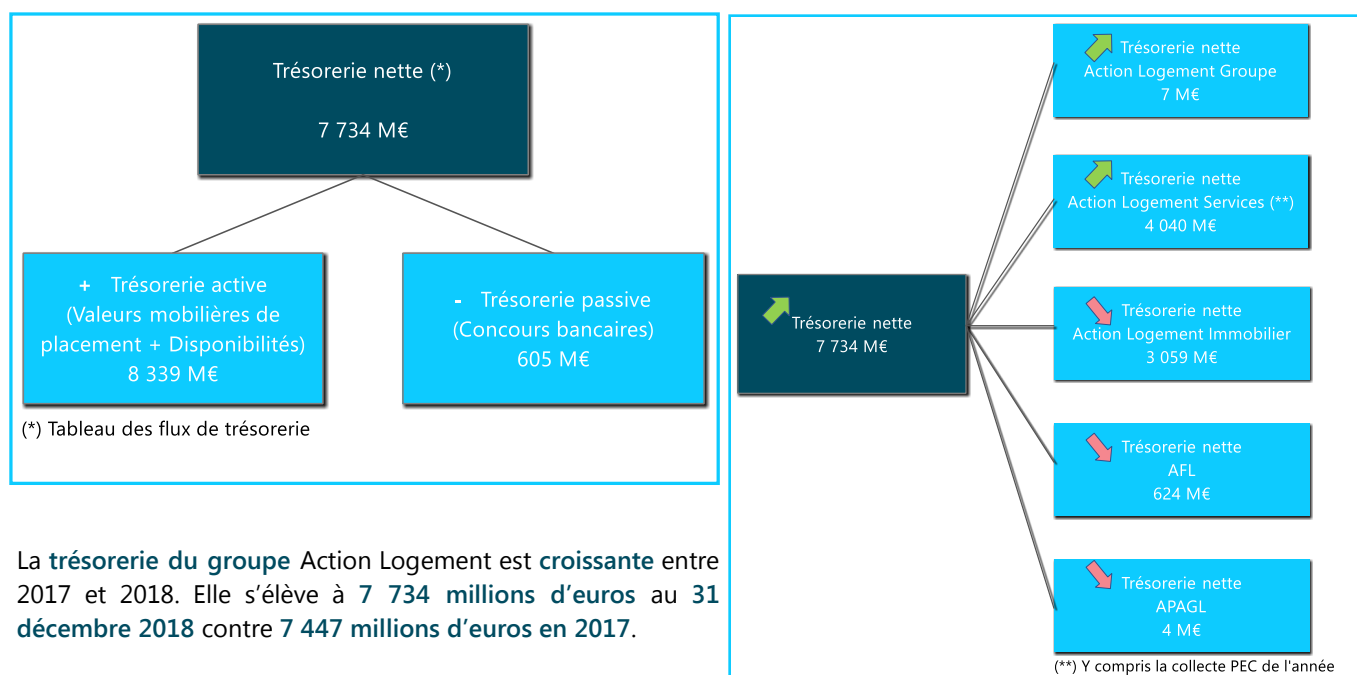 Trésorerie nette (*)
7 734 M€
+ Trésorerie active
(Valeurs mobilières de
placement + Disponibilités)
8 339 M€
- Trésorerie passive
(Concours bancaires)
605 M€
(*) Tableau des flux de trésorerie
La trésorerie du groupe Action Logement est croissante entre
2017 et 2018. Elle s’élève à 7 734 millions d’euros au 31
décembre 2018 contre 7 447 millions d’euros en 2017.
Trésorerie nette
7 734 M€
Trésorerie nette
Action Logement Groupe
7 M€
Trésorerie nette
Action Logement Services (**)
4 040 M€
Trésorerie nette
Action Logement Immobilier
3 059 M€
Trésorerie nette
AFL
624 M€
Trésorerie nette
APAGL
4 M€
(**) Y compris la collecte PEC de l'année